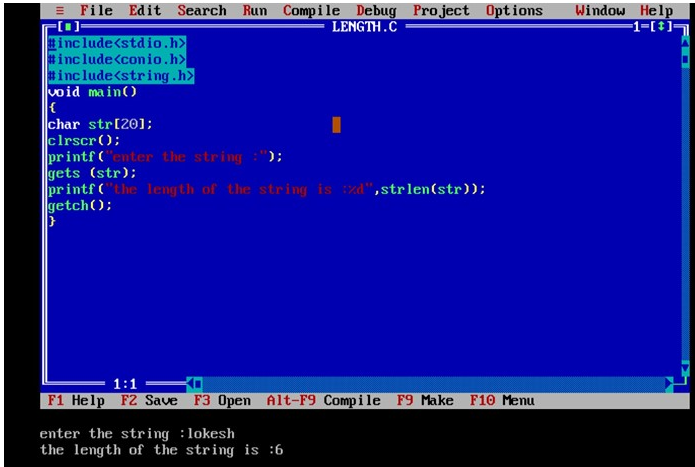 ≡ File Edit Search Run Compile Debug Project Options Window Help
[■] LENGTH.C 1=[↕]
#include<stdio.h>
#include<conio.h>
#include<string.h>
void main()
{
char str[20];
clrscr();
printf("enter the string :");
gets (str);
printf("the length of the string is :%d",strlen(str));
getch();
}
1:1
F1 Help F2 Save F3 Open Alt-F9 Compile F9 Make F10 Menu
enter the string :lokesh
the length of the string is :6